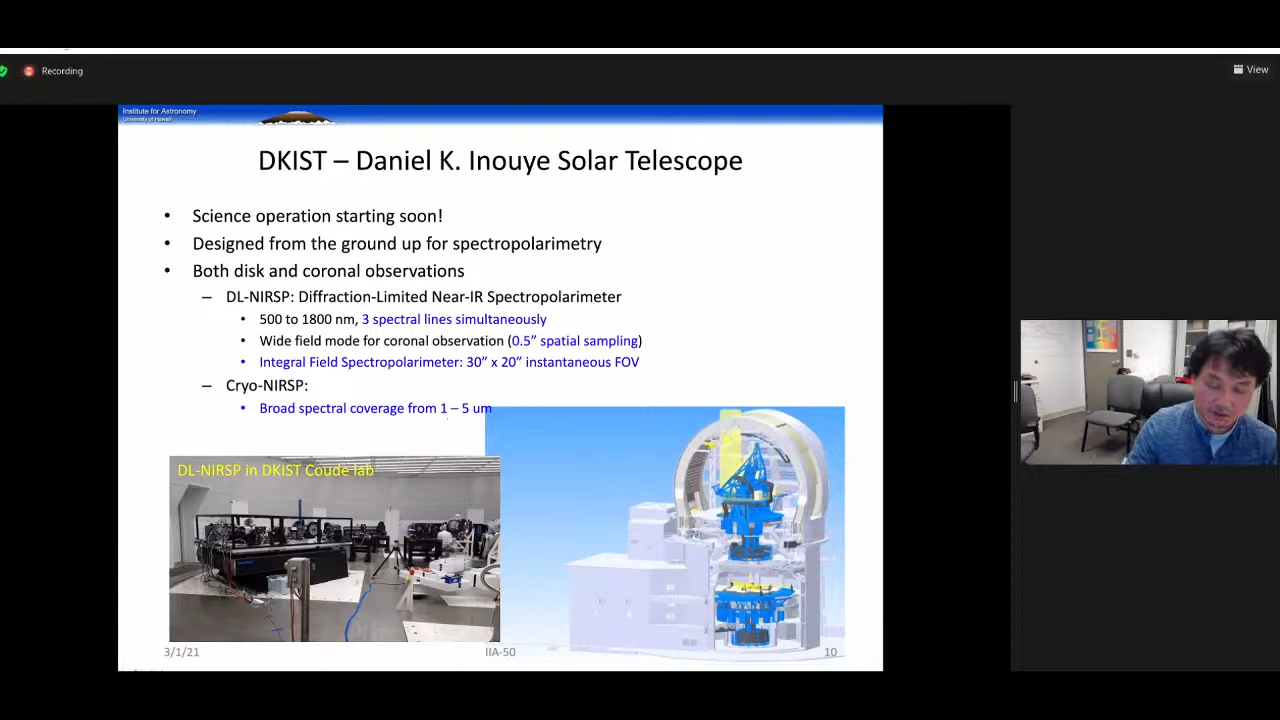 Recording
View
Institute for Astronomy
University of Hawaii
DKIST – Daniel K. Inouye Solar Telescope
• Science operation starting soon!
• Designed from the ground up for spectropolarimetry
• Both disk and coronal observations
– DL-NIRSP: Diffraction-Limited Near-IR Spectropolarimeter
• 500 to 1800 nm, 3 spectral lines simultaneously
• Wide field mode for coronal observation (0.5” spatial sampling)
• Integral Field Spectropolarimeter: 30” x 20” instantaneous FOV
– Cryo-NIRSP:
• Broad spectral coverage from 1 – 5 um
DL-NIRSP in DKIST Coude lab
3/1/21
IIA-50
10